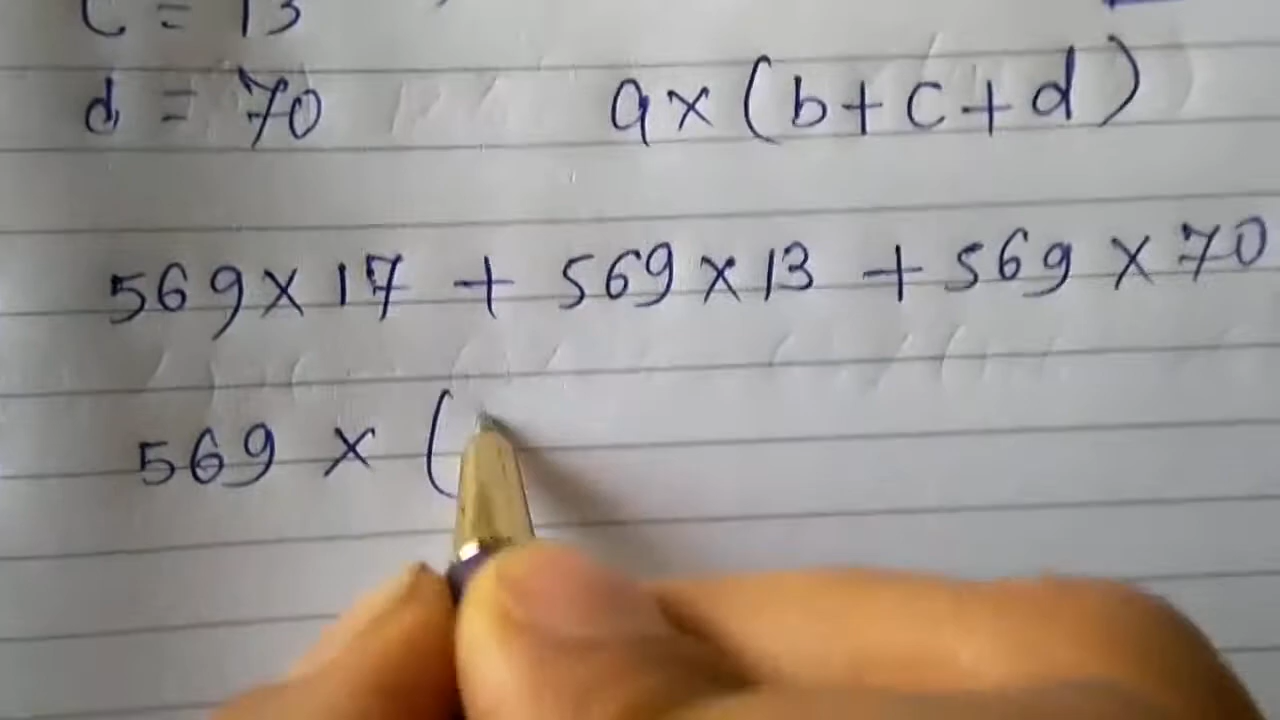 c = 13
d = 70
a×(b+c+d)
569×17 + 569×13 + 569×70
569 × (